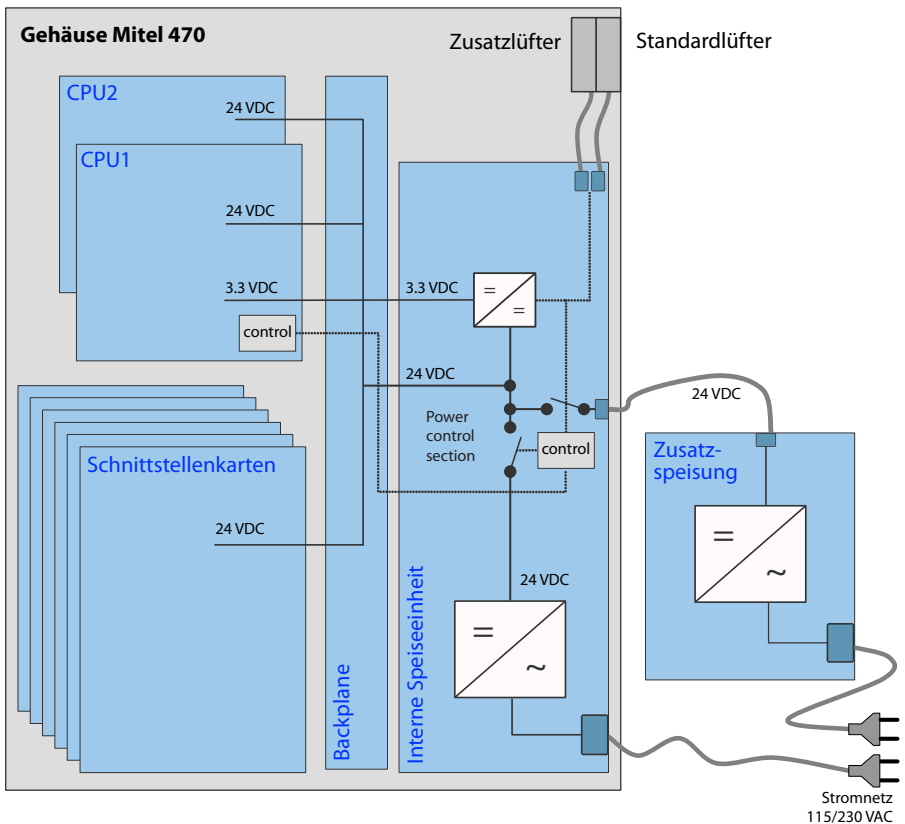 Gehäuse Mitel 470
Zusatzlüfter
Standardlüfter
CPU2
24 VDC
CPU1
24 VDC
3.3 VDC
3.3 VDC
=
=
control
24 VDC
24 VDC
Power
control
section
control
Zusatz-
speisung
Schnittstellenkarten
24 VDC
=
~
24 VDC
=
~
Backplane
Interne Speiseeinheit
Stromnetz
115/230 VAC